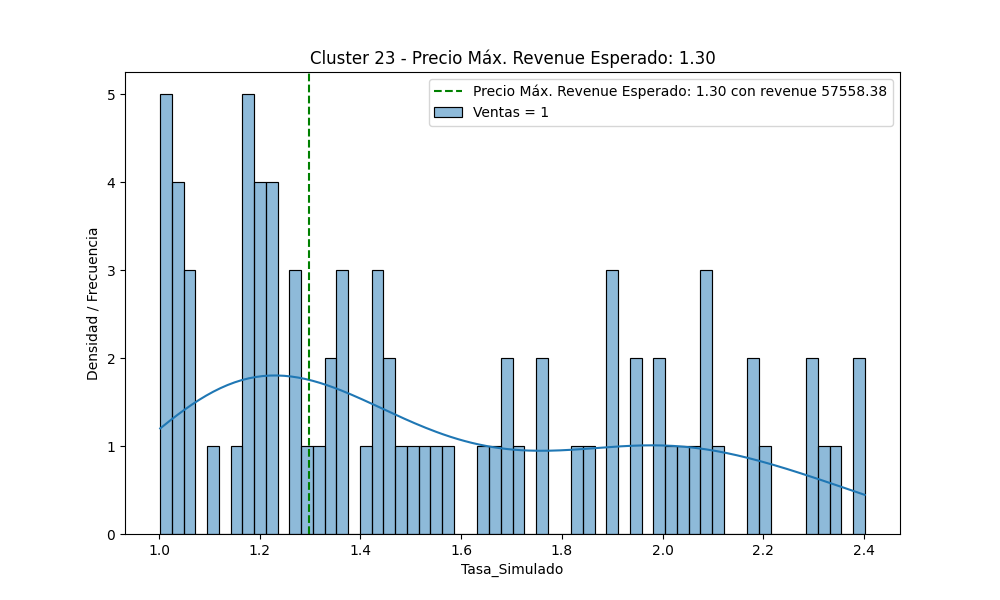 Cluster 23 - Precio Máx. Revenue Esperado: 1.30
Precio Máx. Revenue Esperado: 1.30 con revenue 57558.38
Ventas = 1
Densidad / Frecuencia
5
4
3
2
1
0
1.0 1.2 1.4 1.6 1.8 2.0 2.2 2.4
Tasa_Simulado